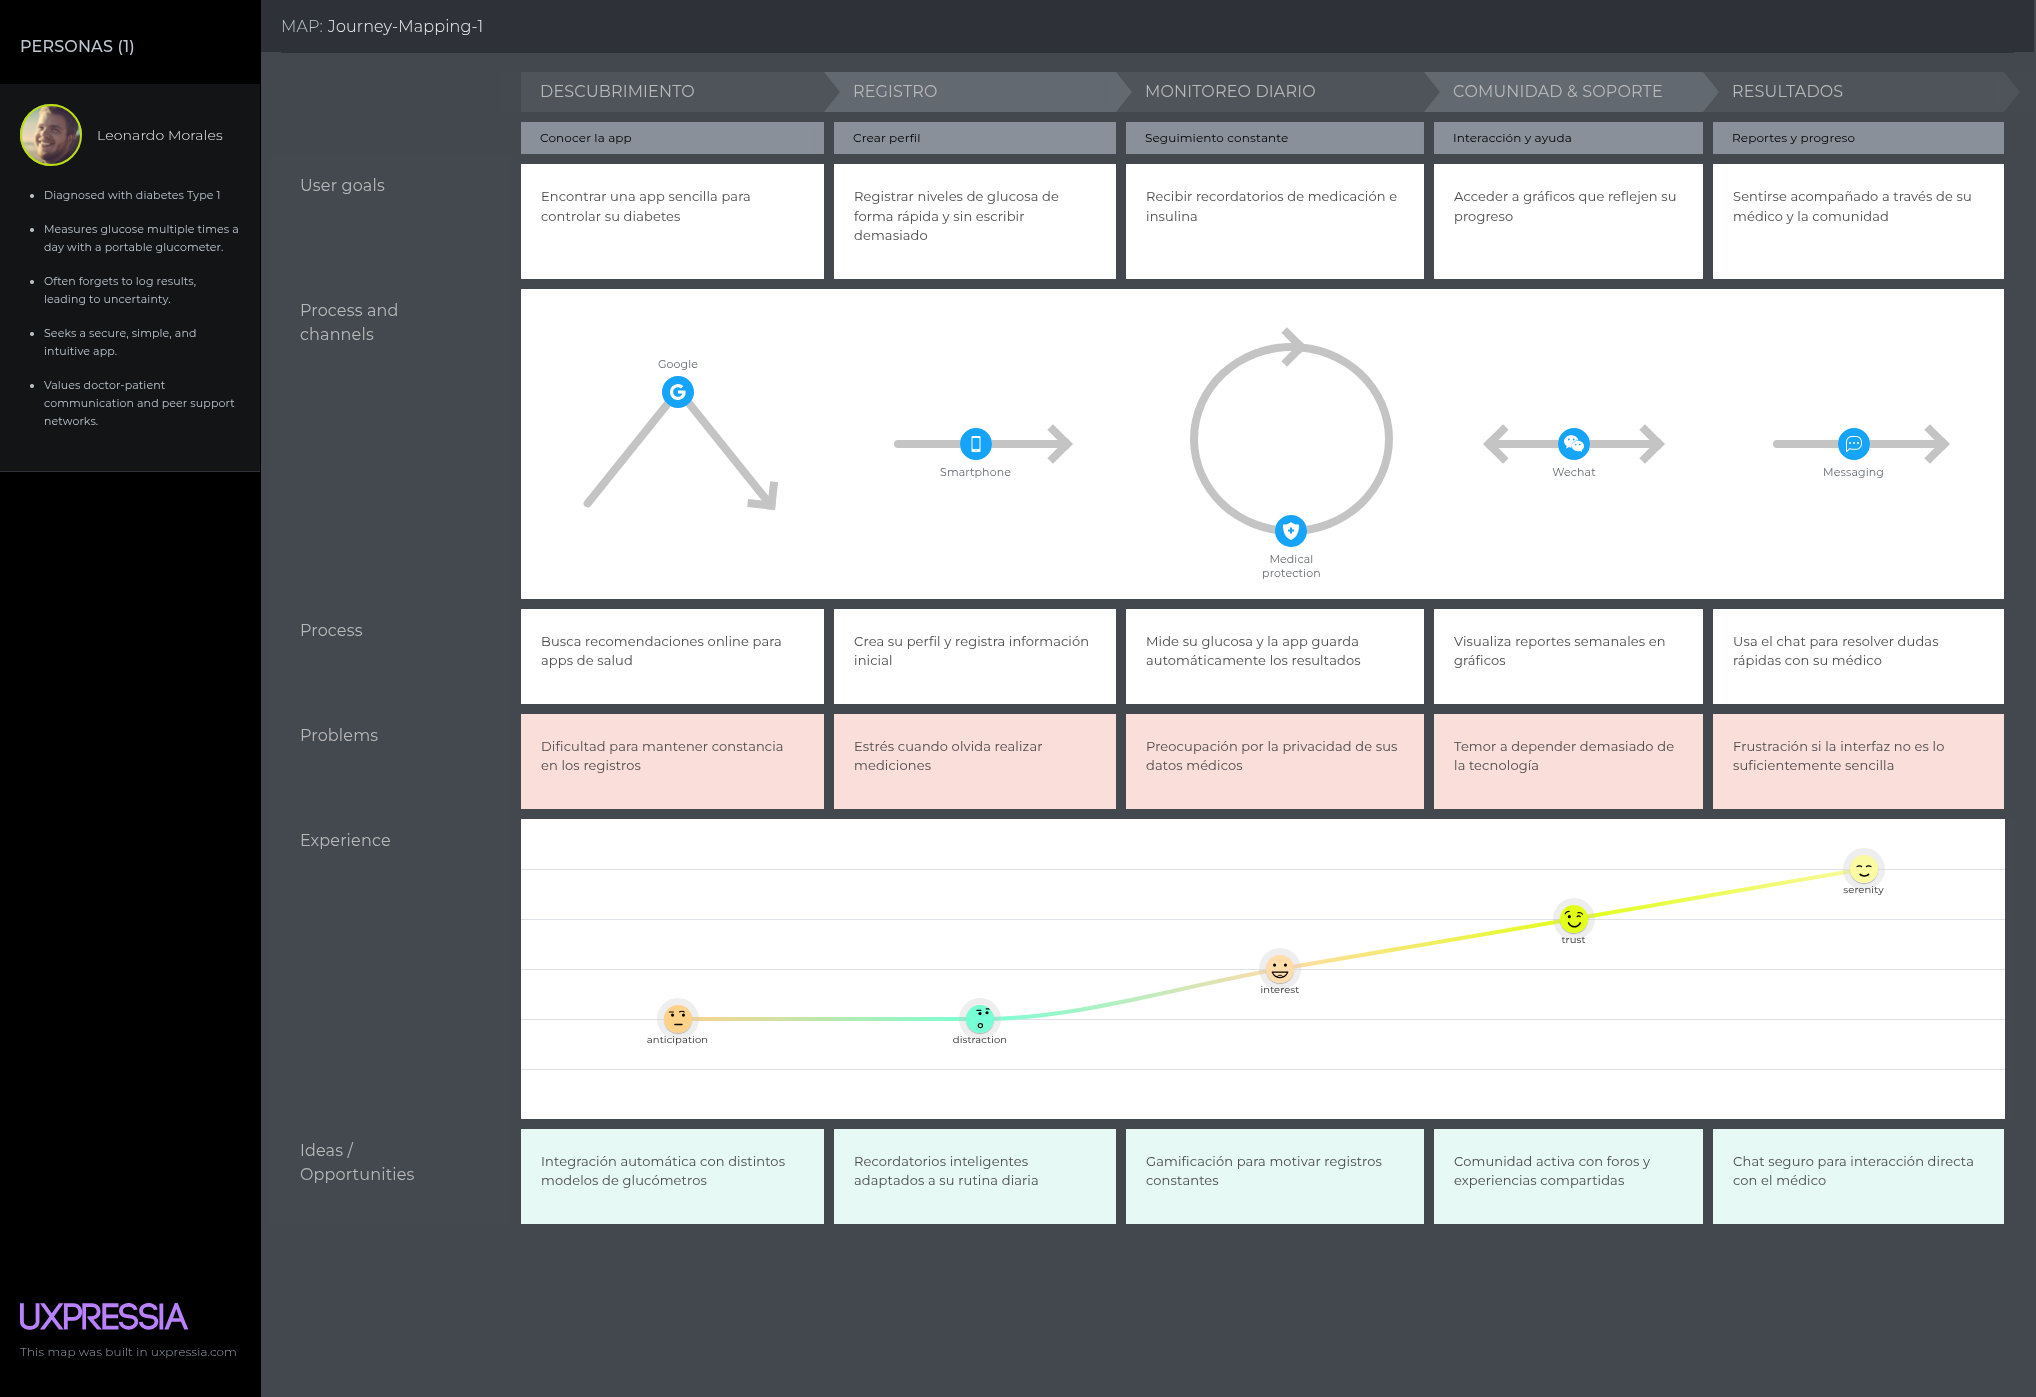 PERSONAS (1)
Leonardo Morales
Diagnosed with diabetes Type 1
Measures glucose multiple times a
day with a portable glucometer.
Often forgets to log results,
leading to uncertainty.
Seeks a secure, simple, and
intuitive app.
Values doctor-patient
communication and peer support
networks.
UXPRESSIA
This map was built in uxpressia.com
MAP: Journey-Mapping-1
DESCUBRIMIENTO
REGISTRO
MONITOREO DIARIO
COMUNIDAD & SOPORTE
RESULTADOS
Conocer la app
Crear perfil
Seguimiento constante
Interacción y ayuda
Reportes y progreso
User goals
Encontrar una app sencilla para
controlar su diabetes
Registrar niveles de glucosa de
forma rápida y sin escribir
demasiado
Recibir recordatorios de medicación e
insulina
Acceder a gráficos que reflejen su
progreso
Sentirse acompañado a través de su
médico y la comunidad
Process and
channels
Google
Smartphone
Medical
protection
Wechat
Messaging
Process
Busca recomendaciones online para
apps de salud
Crea su perfil y registra información
inicial
Mide su glucosa y la app guarda
automáticamente los resultados
Visualiza reportes semanales en
gráficos
Usa el chat para resolver dudas
rápidas con su médico
Problems
Dificultad para mantener constancia
en los registros
Estrés cuando olvida realizar
mediciones
Preocupación por la privacidad de sus
datos médicos
Temor a depender demasiado de
la tecnología
Frustración si la interfaz no es lo
suficientemente sencilla
Experience
anticipation
distraction
interest
trust
serenity
Ideas /
Opportunities
Integración automática con distintos
modelos de glucómetros
Recordatorios inteligentes
adaptados a su rutina diaria
Gamificación para motivar registros
constantes
Comunidad activa con foros y
experiencias compartidas
Chat seguro para interacción directa
con el médico